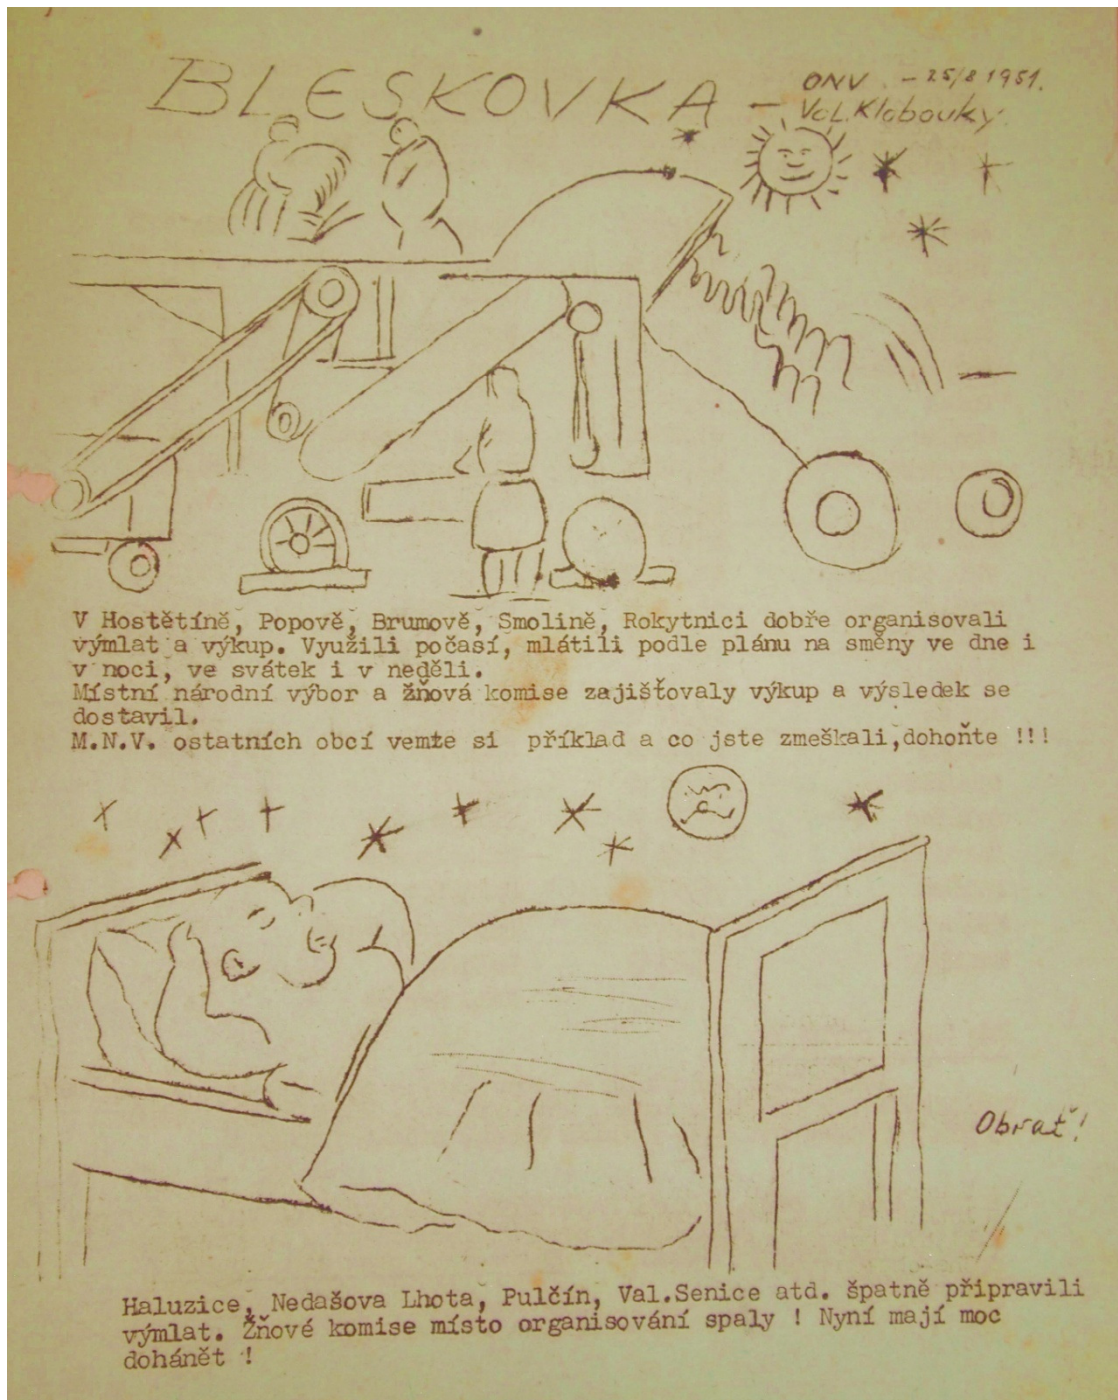 BLESKOVKA – ONV – 25/8 1951.
Val. Klobouky
V Hostětíně, Popově, Brumově, Smolině, Rokytnici dobře organisovali
výmlat a výkup. Využili počasí, mlátili podle plánu na směny ve dne i
v noci, ve svátek i v neděli.
Místní národní výbor a žňová komise zajišťovaly výkup a výsledek se
dostavil.
M.N.V. ostatních obcí vemte si příklad a co jste zmeškali,dohoňte !!!
Obrať!
Haluzice, Nedašova Lhota, Pulčín, Val.Senice atd. špatně připravili
výmlat. Žňové komise místo organisování spaly ! Nyní mají moc
dohánět !